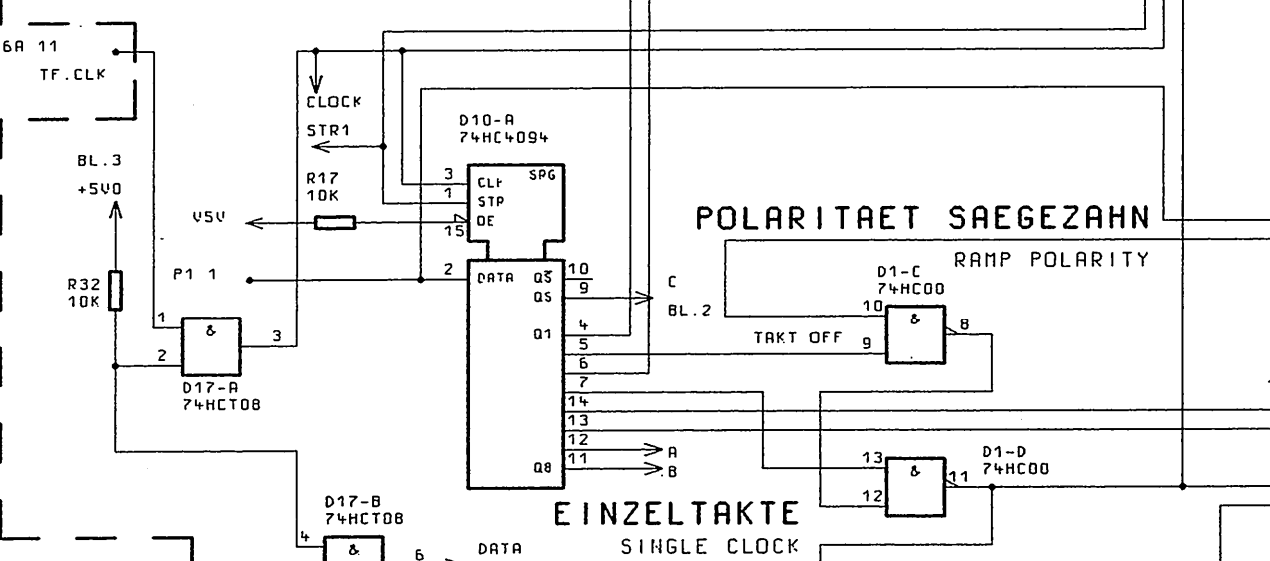 6A 11
TF.CLK
CLOCK
STR1
BL.3
+5V0
R17
10K
V5V
P1 1
R32
10K
1
2
&
3
D17-A
74HCT08
D10-A
74HC4094
3
1
15
CLK
STR
OE
SRG
2
DATA
QS
10
QS
9
Q1
4
5
6
7
14
13
12
11
Q8
C
BL.2
A
B
POLARITAET SAEGEZAHN
RAMP POLARITY
D1-C
74HC00
10
9
&
8
TAKT OFF
D1-D
74HC00
13
12
&
11
EINZELTAKTE
SINGLE CLOCK
D17-B
74HCT08
4
&
6
DATA